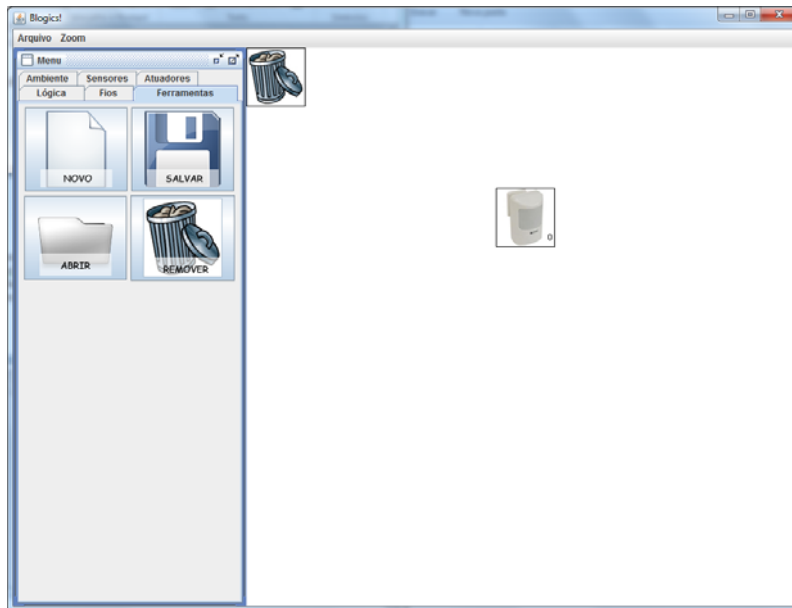 Blogics!
Arquivo Zoom
Menu
Ambiente Sensores Atuadores
Lógica Fios Ferramentas
NOVO SALVAR
ABRIR REMOVER
0